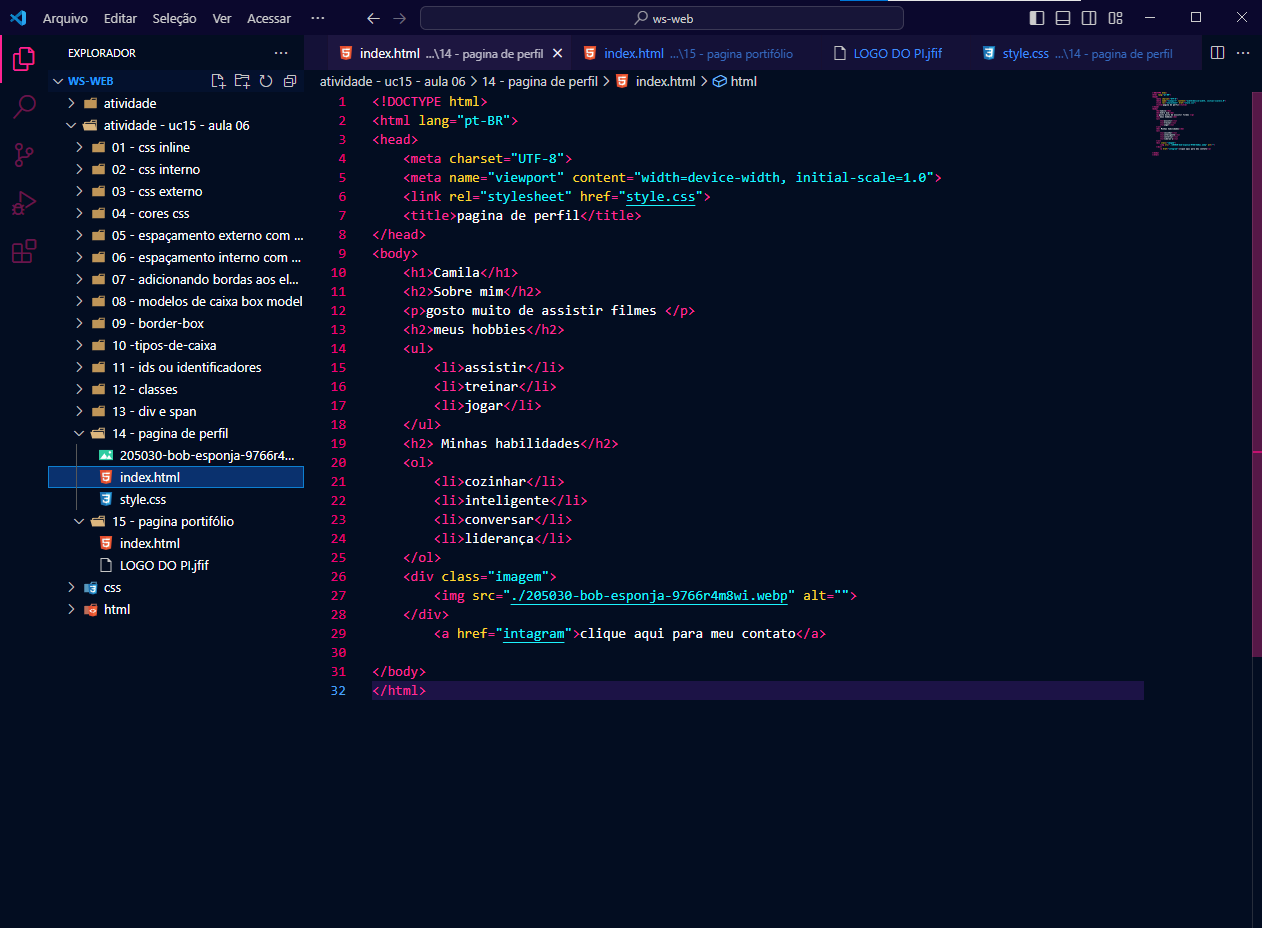 Arquivo Editar Seleção Ver Acessar ··· ws-web
EXPLORADOR ···
WS-WEB
atividade
atividade - uc15 - aula 06
01 - css inline
02 - css interno
03 - css externo
04 - cores css
05 - espaçamento externo com ...
06 - espaçamento interno com ...
07 - adicionando bordas aos el...
08 - modelos de caixa box model
09 - border-box
10 -tipos-de-caixa
11 - ids ou identificadores
12 - classes
13 - div e span
14 - pagina de perfil
205030-bob-esponja-9766r4...
index.html
style.css
15 - pagina portifólio
index.html
LOGO DO PI.jfif
css
html
index.html ...\14 - pagina de perfil index.html ...\15 - pagina portifólio LOGO DO PI.jfif style.css ...\14 - pagina de perfil ···
atividade - uc15 - aula 06 > 14 - pagina de perfil > index.html > html
1 <!DOCTYPE html>
2 <html lang="pt-BR">
3 <head>
4 <meta charset="UTF-8">
5 <meta name="viewport" content="width=device-width, initial-scale=1.0">
6 <link rel="stylesheet" href="style.css">
7 <title>pagina de perfil</title>
8 </head>
9 <body>
10 <h1>Camila</h1>
11 <h2>Sobre mim</h2>
12 <p>gosto muito de assistir filmes </p>
13 <h2>meus hobbies</h2>
14 <ul>
15 <li>assistir</li>
16 <li>treinar</li>
17 <li>jogar</li>
18 </ul>
19 <h2> Minhas habilidades</h2>
20 <ol>
21 <li>cozinhar</li>
22 <li>inteligente</li>
23 <li>conversar</li>
24 <li>liderança</li>
25 </ol>
26 <div class="imagem">
27 <img src="./205030-bob-esponja-9766r4m8wi.webp" alt="">
28 </div>
29 <a href="intagram">clique aqui para meu contato</a>
30
31 </body>
32 </html>